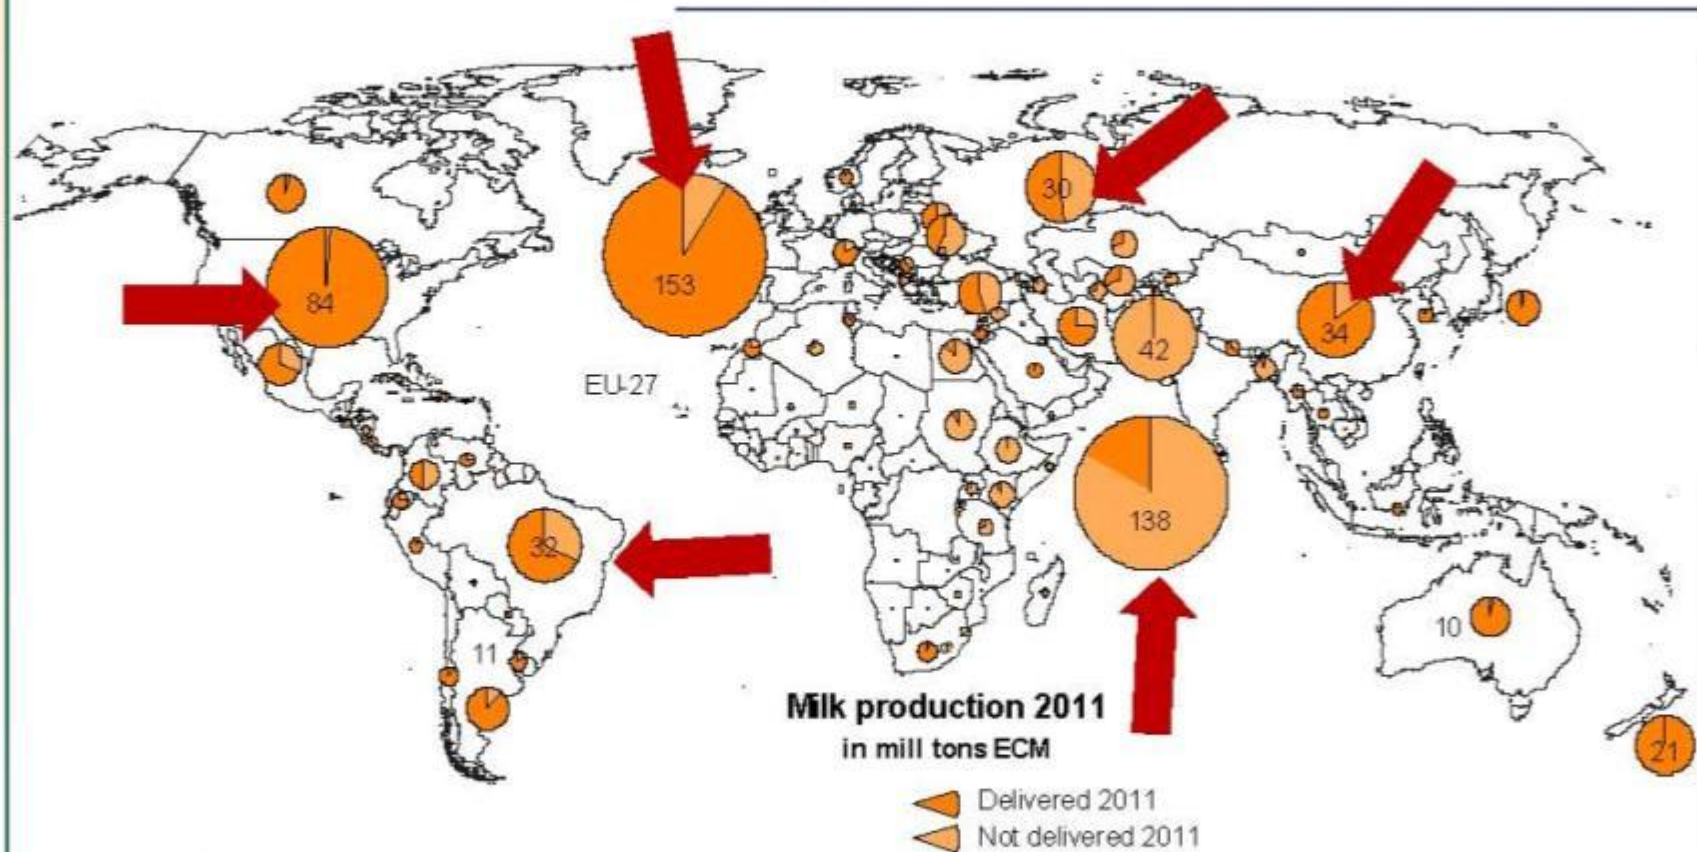 30
84
153
34
42
EU-27
138
32
10
11
Milk production 2011
in mill tons ECM
21
Delivered 2011
Not delivered 2011